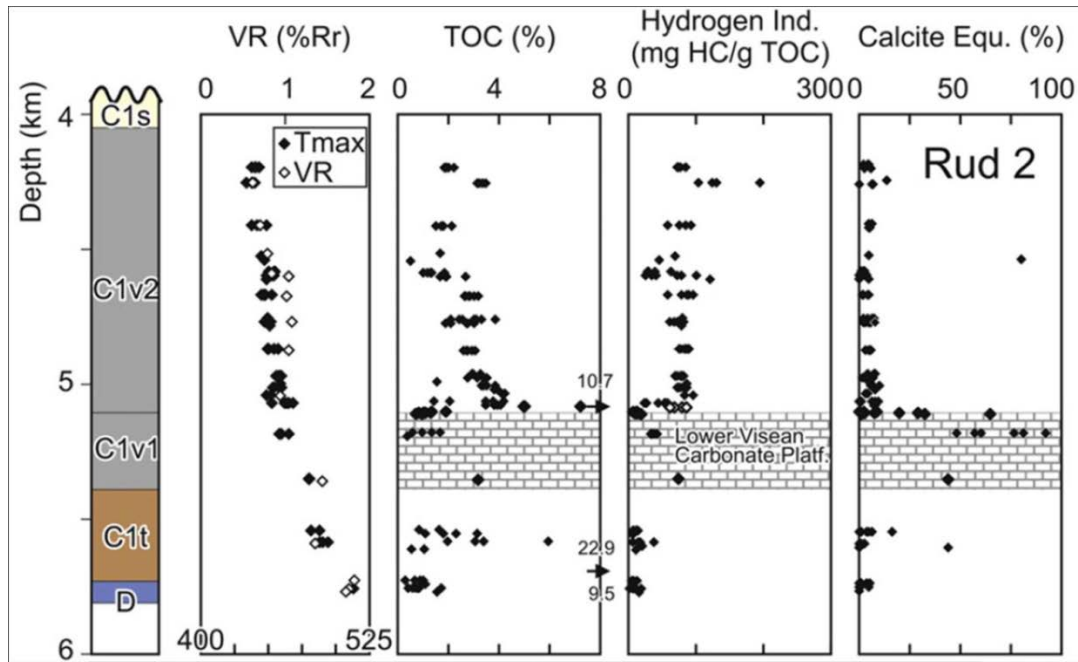 VR (%Rr)
TOC (%)
Hydrogen Ind.
(mg HC/g TOC)
Calcite Equ. (%)
0 1 2
0 4 8
0 300
0 50 100
Depth (km)
4
5
6
C1s
C1v2
C1v1
C1t
D
Tmax
VR
400 525
10.7
22.9
9.5
Lower Visean
Carbonate Platf.
Rud 2